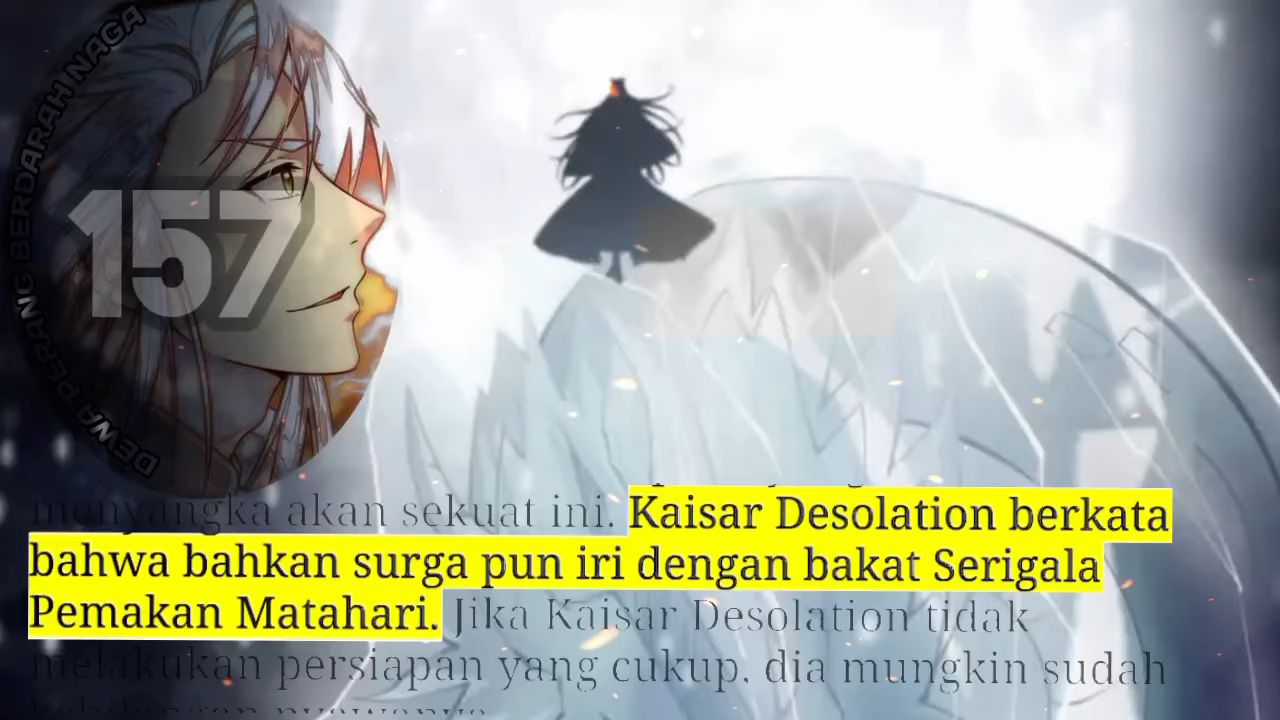 DEWA PERANG BERDARAH NAGA
157
menyangka akan sekuat ini. Kaisar Desolation berkata
bahwa bahkan surga pun iri dengan bakat Serigala
Pemakan Matahari. Jika Kaisar Desolation tidak
melakukan persiapan yang cukup, dia mungkin sudah